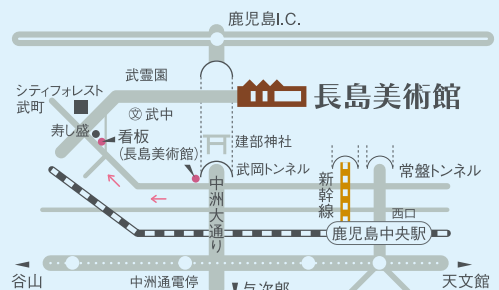 鹿児島I.C.
武霊園
シティフォレスト
武町
文 武中
長島美術館
寿し盛
看板
(長島美術館)
建部神社
武岡トンネル
常盤トンネル
新幹線
中洲大通り
西口
鹿児島中央駅
谷山
中洲通電停
天文館
与次郎